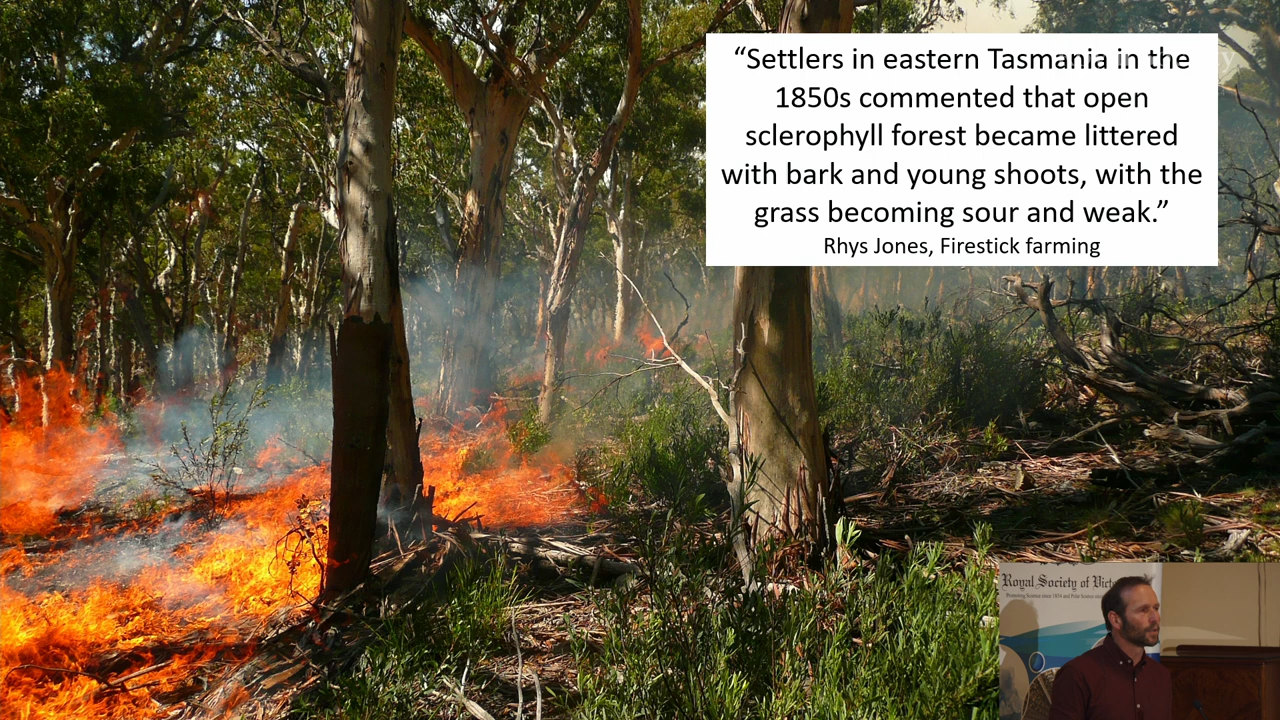 “Settlers in eastern Tasmania in the
1850s commented that open
sclerophyll forest became littered
with bark and young shoots, with the
grass becoming sour and weak.”
Rhys Jones, Firestick farming
Royal Society of